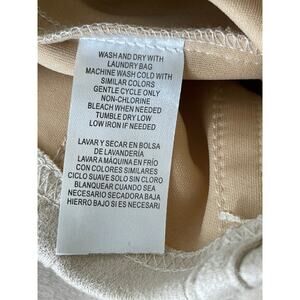 WASH AND DRY WITH
LAUNDRY BAG
MACHINE WASH COLD WITH
SIMILAR COLORS
GENTLE CYCLE ONLY
NON-CHLORINE
BLEACH WHEN NEEDED
TUMBLE DRY LOW
LOW IRON IF NEEDED
LAVAR Y SECAR EN BOLSA
DE LAVANDERÍA
LAVAR A MÁQUINA EN FRÍO
CON COLORES SIMILARES
CICLO SUAVE SOLO SIN CLORO
BLANQUEAR CUANDO SEA
NECESARIO SECADORA BAJA
HIERRO BAJO SI ES NECESARI